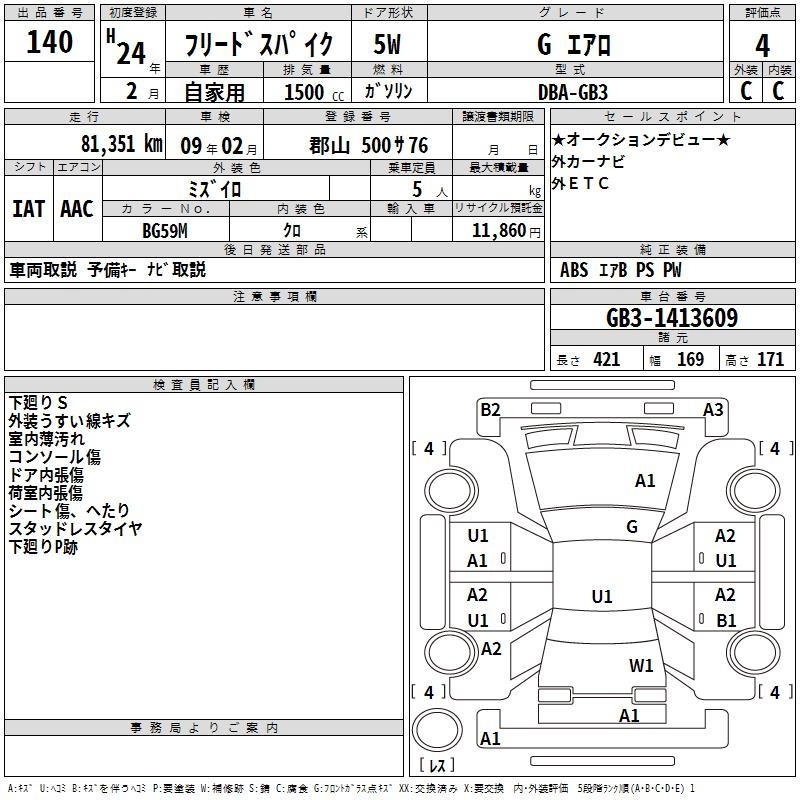 出品番号 初度登録 車名 ドア形状 グレード 評価点
140 H24年 ﾌﾘｰﾄﾞｽﾊﾟｲｸ 5W G ｴｱﾛ 4
車歴 排気量 燃料 型式 外装 内装
2月 自家用 1500 CC ｶﾞｿﾘﾝ DBA-GB3 C C
走行 車検 登録番号 譲渡書類期限 セールスポイント
81,351 km 09年02月 郡山 500ｻ76 月 日
★オークションデビュー★
外カーナビ
外ＥＴＣ
シフト エアコン 外装色 乗車定員 最大積載量
IAT AAC ﾐｽﾞｲﾛ 5 人 kg
カラーNo. 内装色 輸入車 リサイクル預託金
BG59M ｸﾛ 系 11,860円
後日発送部品 純正装備
車両取説 予備ｷｰ ﾅﾋﾞ取説 ABS ｴｱB PS PW
注意事項欄 車台番号
GB3-1413609
諸元
長さ 421 幅 169 高さ 171
検査員記入欄
下廻りＳ
外装うすい線キズ
室内薄汚れ
コンソール傷
ドア内張傷
荷室内張傷
シート傷、へたり
スタッドレスタイヤ
下廻りP跡
事務局よりご案内
B2 A3
[ 4 ] [ 4 ]
A1
G
U1 A2
A1 U1
A2 U1 A2
U1 B1
A2
W1
[ 4 ] [ 4 ]
A1
A1
[ ﾚｽ ]
A:ｷｽﾞ U:ﾍｺﾐ B:ｷｽﾞを伴うﾍｺﾐ P:要塗装 W:補修跡 S:錆 C:腐食 G:ﾌﾛﾝﾄｶﾞﾗｽ点ｷｽﾞ XX:交換済み X:要交換 内･外装評価 5段階ﾗﾝｸ順(A･B･C･D･E) 1